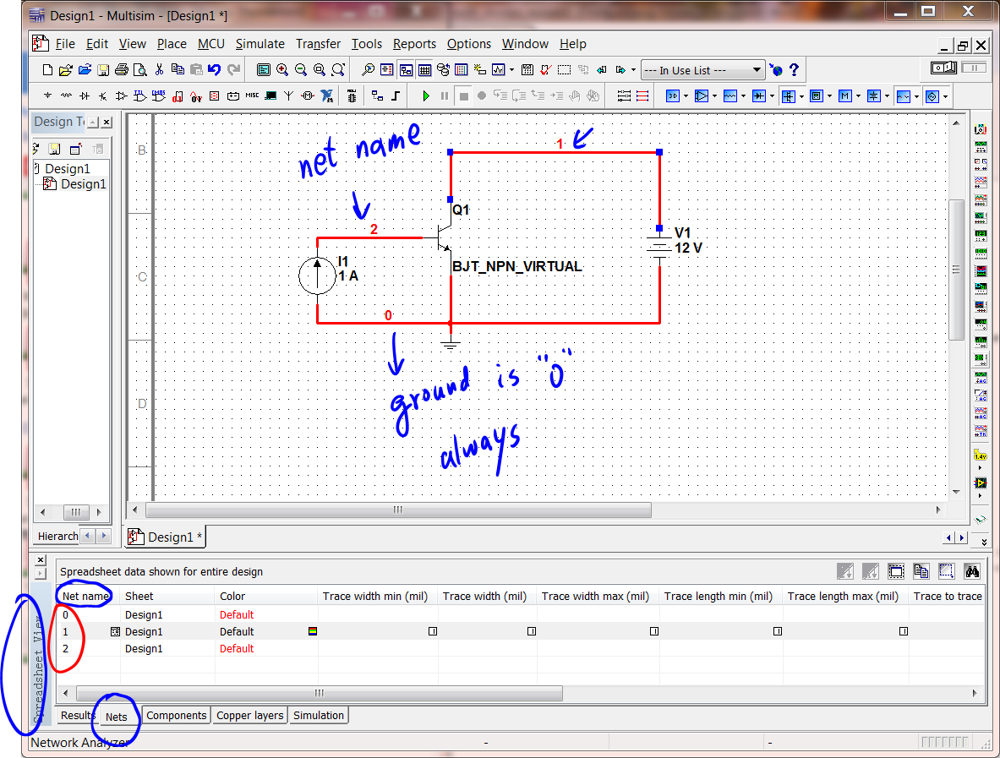 Design1 - Multisim - [Design1 *]
File Edit View Place MCU Simulate Transfer Tools Reports Options Window Help
--- In Use List ---
Design T
Design1
Design1
Hierarch
B
C
D
net name
1
Q1
2
V1
12 V
I1
1 A
BJT_NPN_VIRTUAL
0
ground is "0"
always
Design1 *
Spreadsheet View
Spreadsheet data shown for entire design
Net name Sheet Color Trace width min (mil) Trace width (mil) Trace width max (mil) Trace length min (mil) Trace length max (mil) Trace to trace
0 Design1 Default
1 Design1 Default
2 Design1 Default
Results Nets Components Copper layers Simulation
Network Analyzer - -